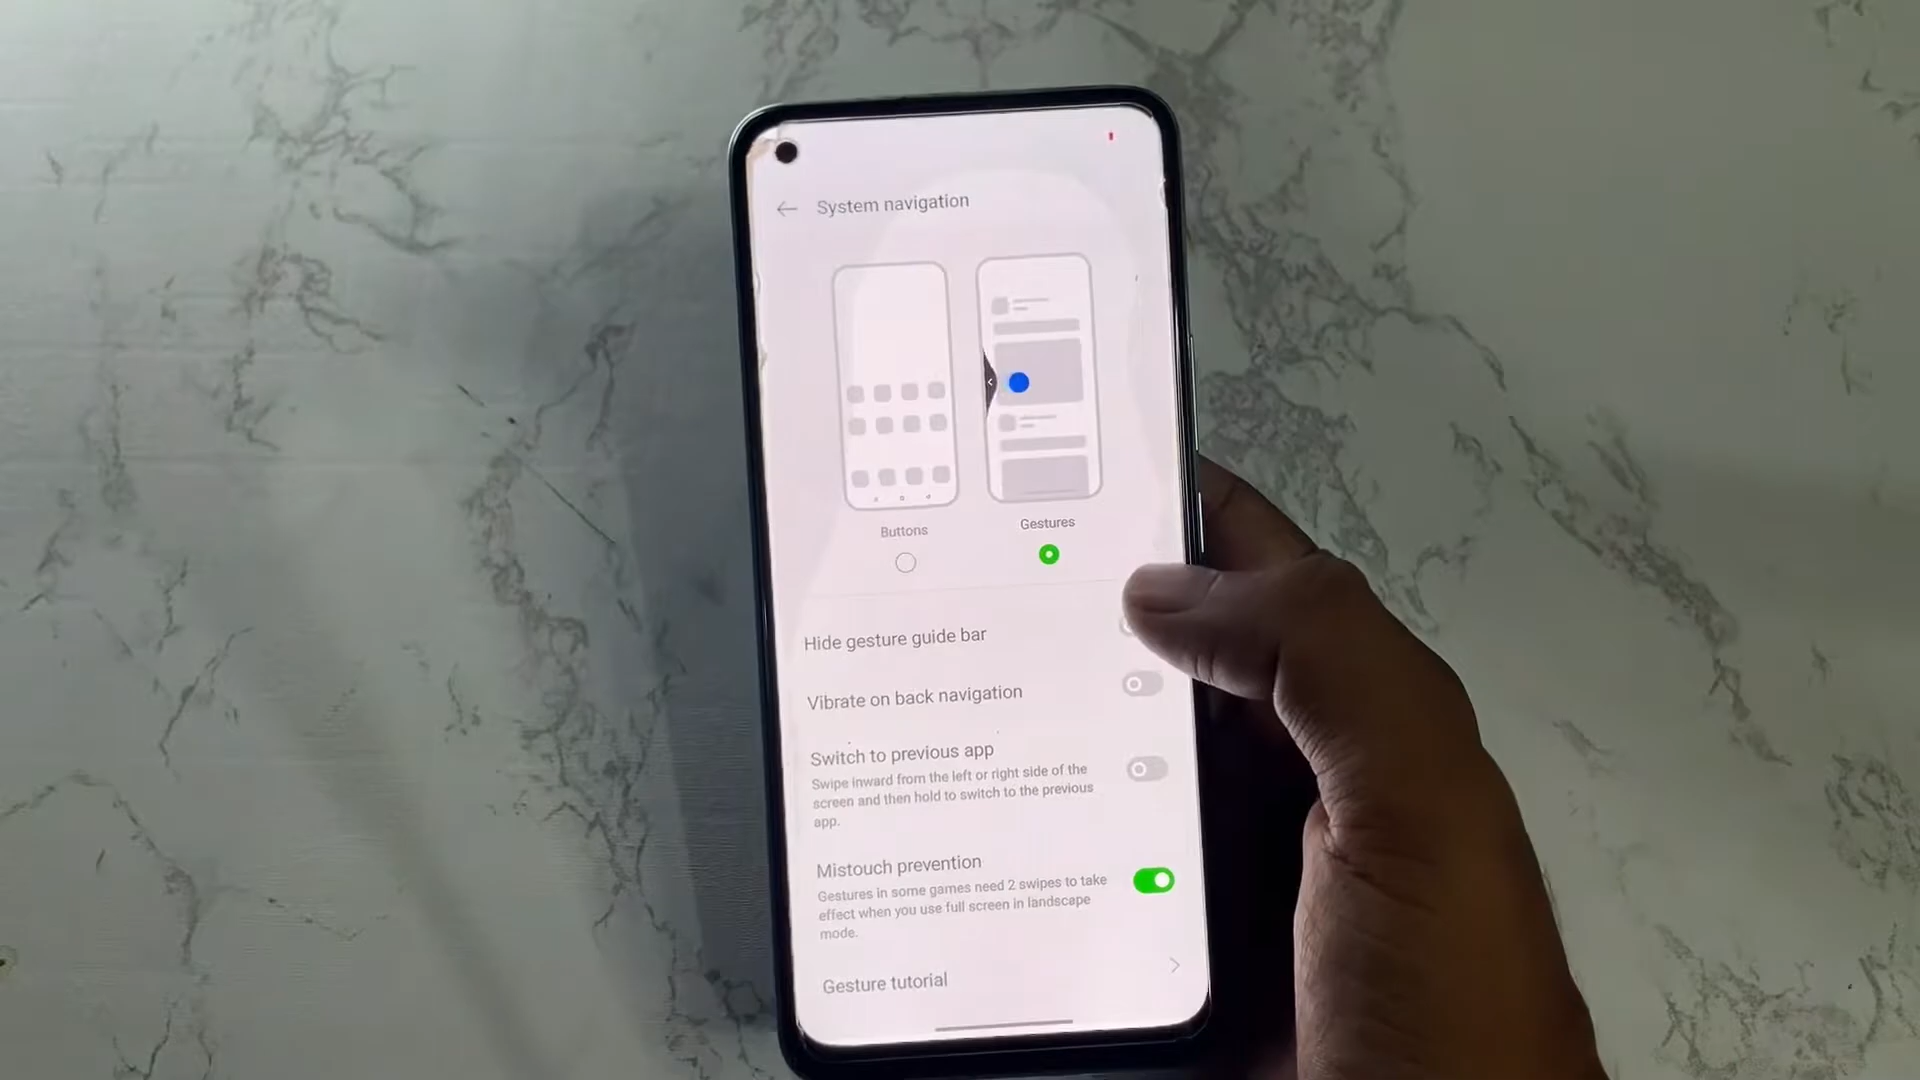 System navigation
Buttons
Gestures
Hide gesture guide bar
Vibrate on back navigation
Switch to previous app
Swipe inward from the left or right side of the
screen and then hold to switch to the previous
app.
Mistouch prevention
Gestures in some games need 2 swipes to take
effect when you use full screen in landscape
mode.
Gesture tutorial